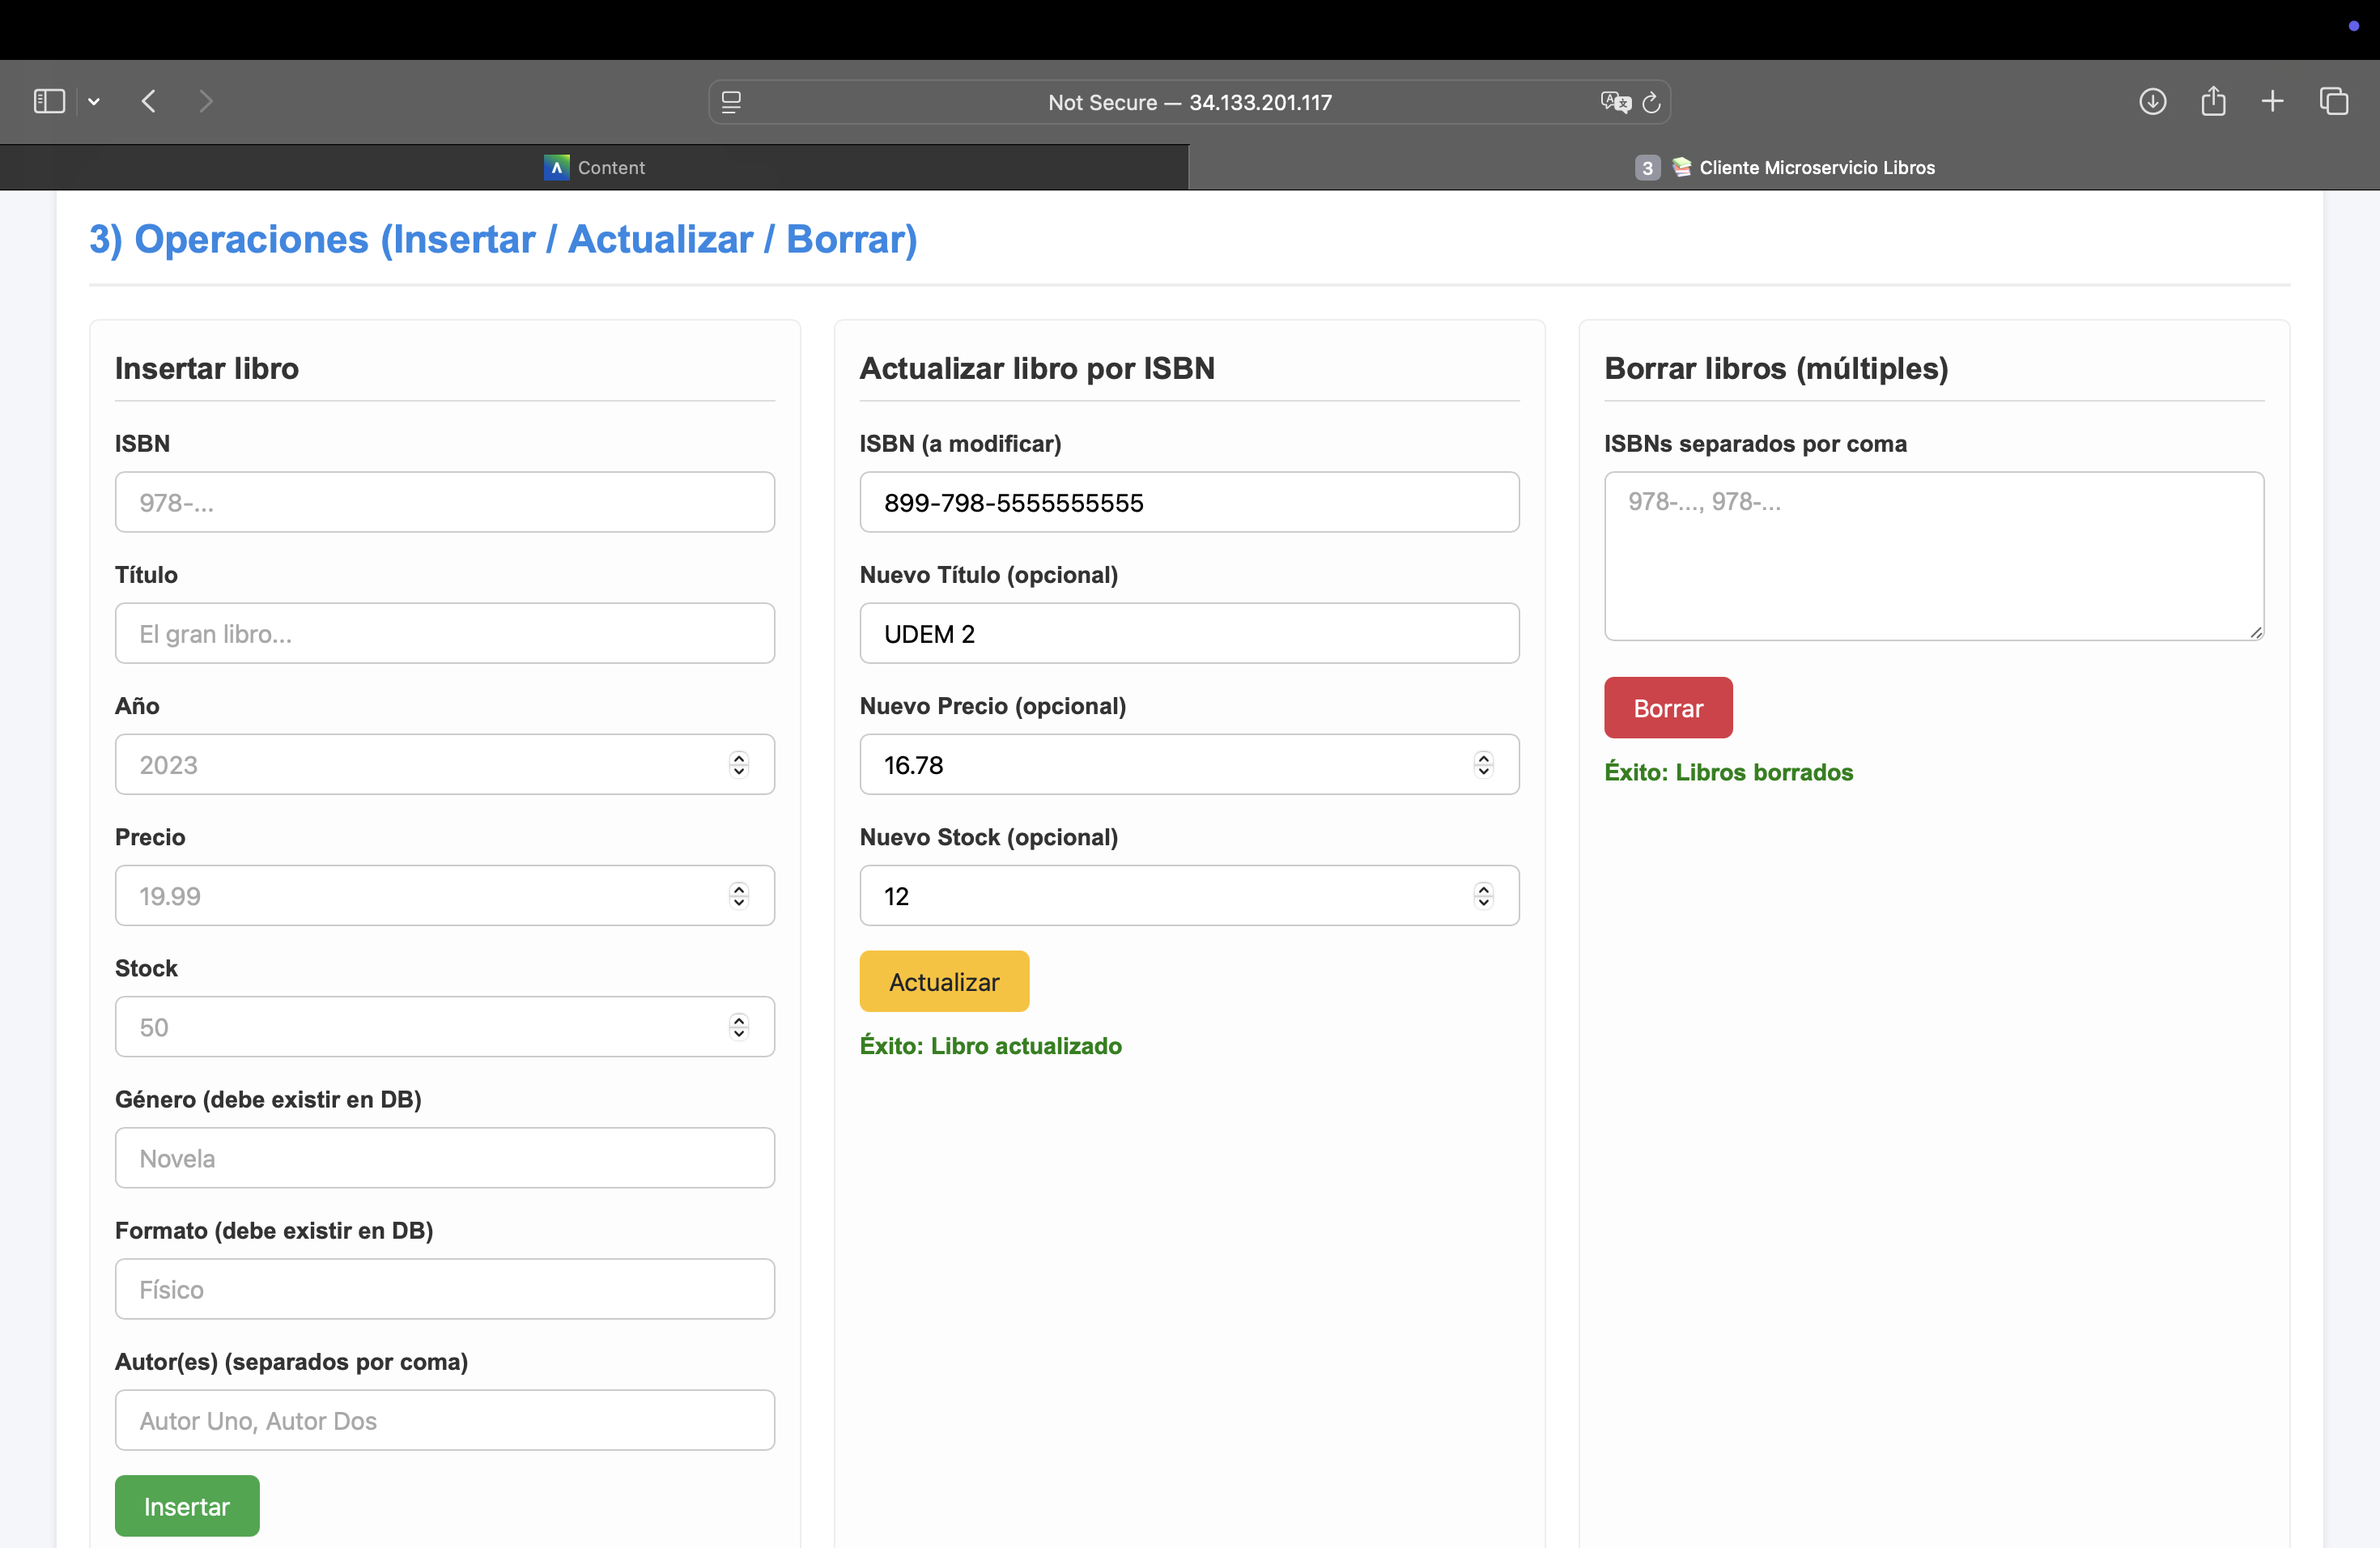 Not Secure — 34.133.201.117
Content
3 Cliente Microservicio Libros
3) Operaciones (Insertar / Actualizar / Borrar)
Insertar libro
ISBN
978-...
Título
El gran libro...
Año
2023
Precio
19.99
Stock
50
Género (debe existir en DB)
Novela
Formato (debe existir en DB)
Físico
Autor(es) (separados por coma)
Autor Uno, Autor Dos
Insertar
Actualizar libro por ISBN
ISBN (a modificar)
899-798-5555555555
Nuevo Título (opcional)
UDEM 2
Nuevo Precio (opcional)
16.78
Nuevo Stock (opcional)
12
Actualizar
Éxito: Libro actualizado
Borrar libros (múltiples)
ISBNs separados por coma
978-..., 978-...
Borrar
Éxito: Libros borrados